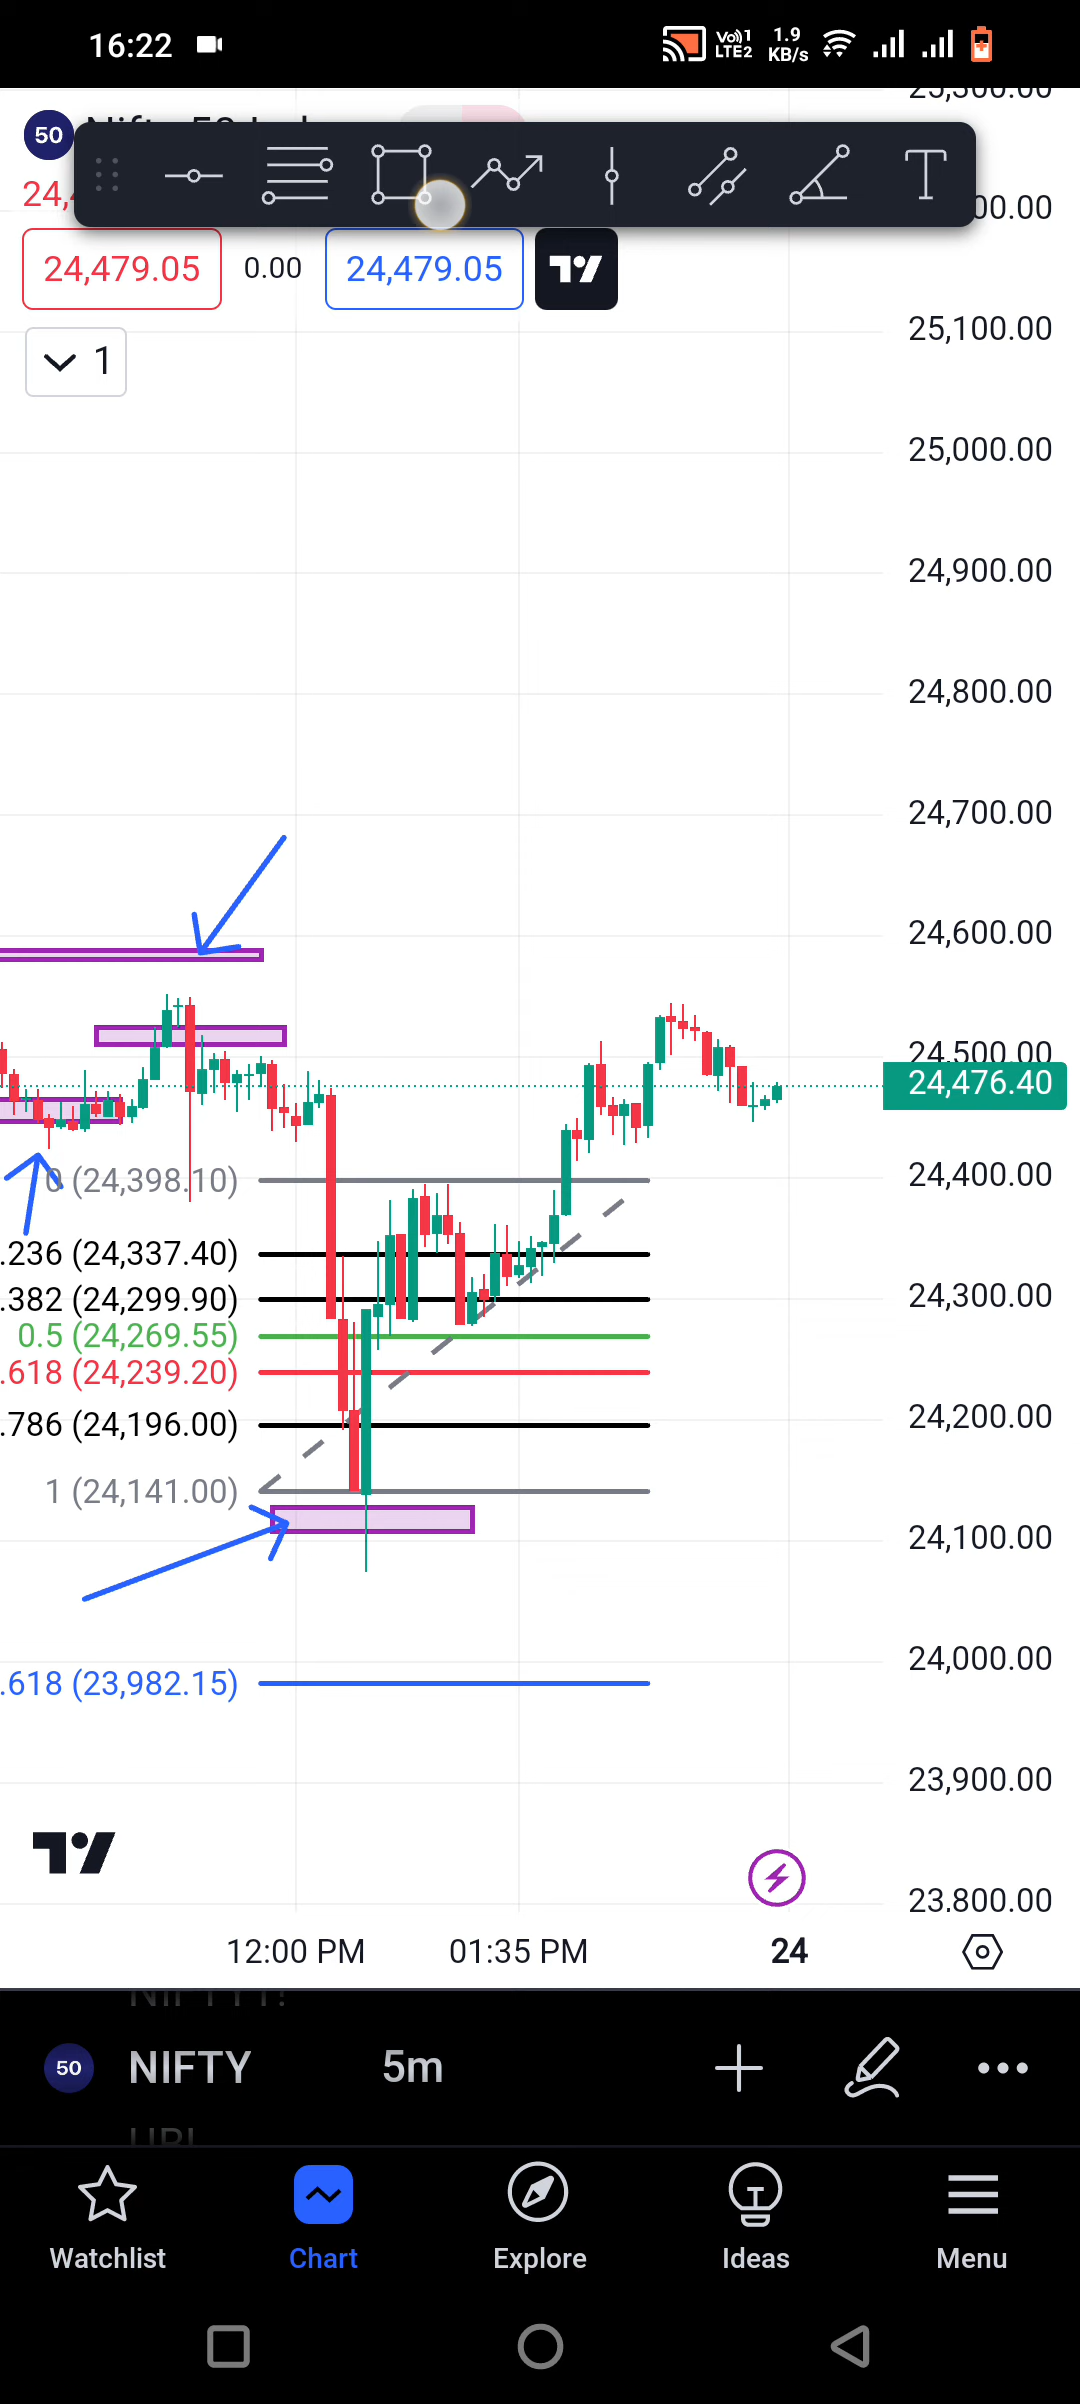 16:22
Vo))1
LTE2
1.9
KB/s
50
24,479.05
0.00
24,479.05
1
25,100.00
25,000.00
24,900.00
24,800.00
24,700.00
24,600.00
24,500.00
24,476.40
24,400.00
24,300.00
24,200.00
24,100.00
24,000.00
23,900.00
23,800.00
0 (24,398.10)
.236 (24,337.40)
.382 (24,299.90)
0.5 (24,269.55)
.618 (24,239.20)
.786 (24,196.00)
1 (24,141.00)
.618 (23,982.15)
12:00 PM
01:35 PM
24
50
NIFTY
5m
Watchlist
Chart
Explore
Ideas
Menu